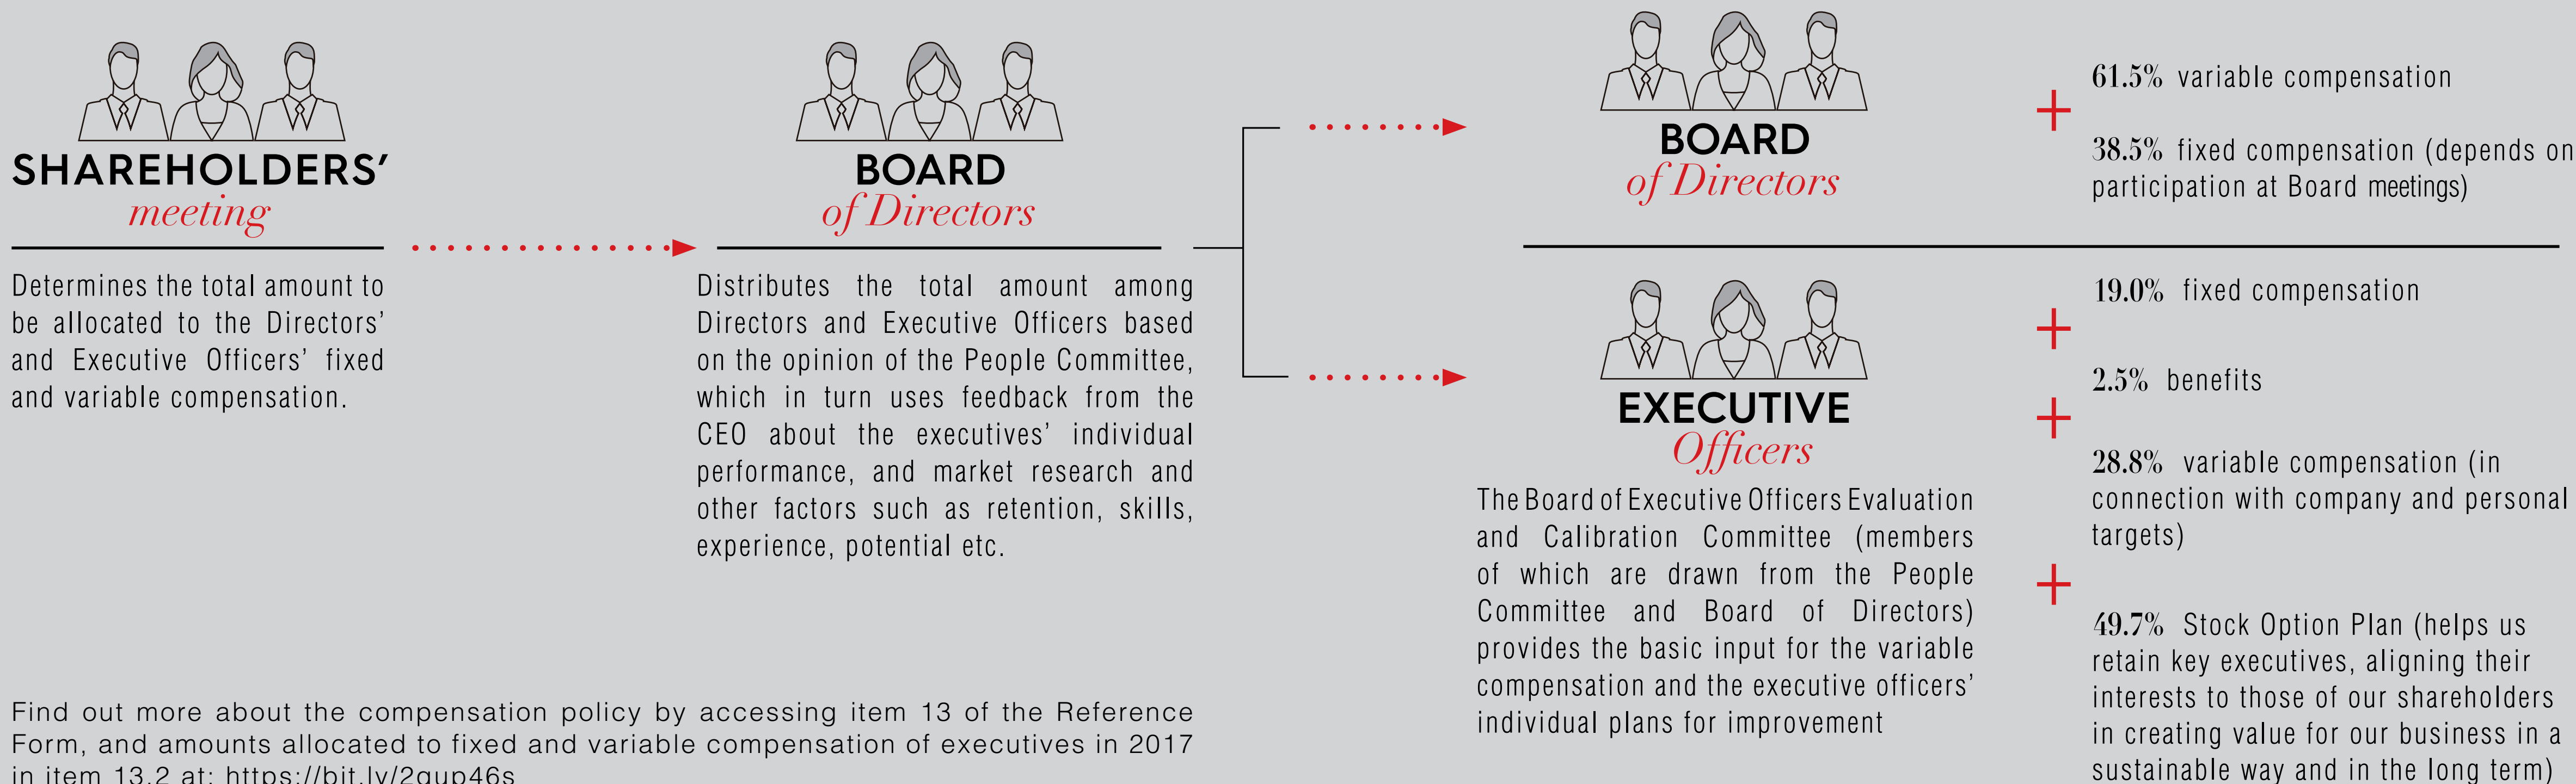 SHAREHOLDERS'
meeting
Determines the total amount to
be allocated to the Directors'
and Executive Officers' fixed
and variable compensation.
BOARD
of Directors
Distributes the total amount among
Directors and Executive Officers based
on the opinion of the People Committee,
which in turn uses feedback from the
CEO about the executives' individual
performance, and market research and
other factors such as retention, skills,
experience, potential etc.
BOARD
of Directors
+
61.5% variable compensation
38.5% fixed compensation (depends on
participation at Board meetings)
EXECUTIVE
Officers
The Board of Executive Officers Evaluation
and Calibration Committee (members
of which are drawn from the People
Committee and Board of Directors)
provides the basic input for the variable
compensation and the executive officers'
individual plans for improvement
19.0% fixed compensation
+
2.5% benefits
+
28.8% variable compensation (in
connection with company and personal
targets)
+
49.7% Stock Option Plan (helps us
retain key executives, aligning their
interests to those of our shareholders
in creating value for our business in a
sustainable way and in the long term)
Find out more about the compensation policy by accessing item 13 of the Reference
Form, and amounts allocated to fixed and variable compensation of executives in 2017
in item 13.2 at: https://bit.ly/2qup46s